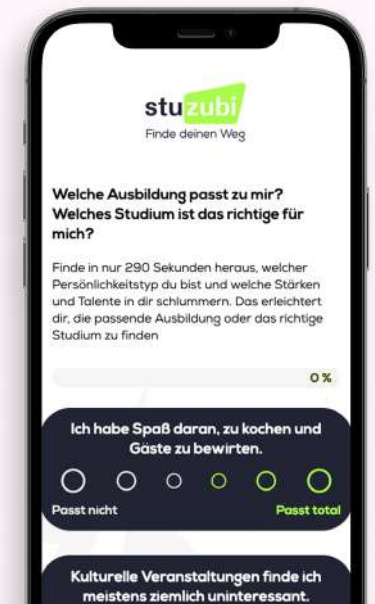 stuzubi
Finde deinen Weg
Welche Ausbildung passt zu mir?
Welches Studium ist das richtige für
mich?
Finde in nur 290 Sekunden heraus, welcher
Persönlichkeitstyp du bist und welche Stärken
und Talente in dir schlummern. Das erleichtert
dir, die passende Ausbildung oder das richtige
Studium zu finden
0 %
Ich habe Spaß daran, zu kochen und
Gäste zu bewirten.
Passt nicht Passt total
Kulturelle Veranstaltungen finde ich
meistens ziemlich uninteressant.